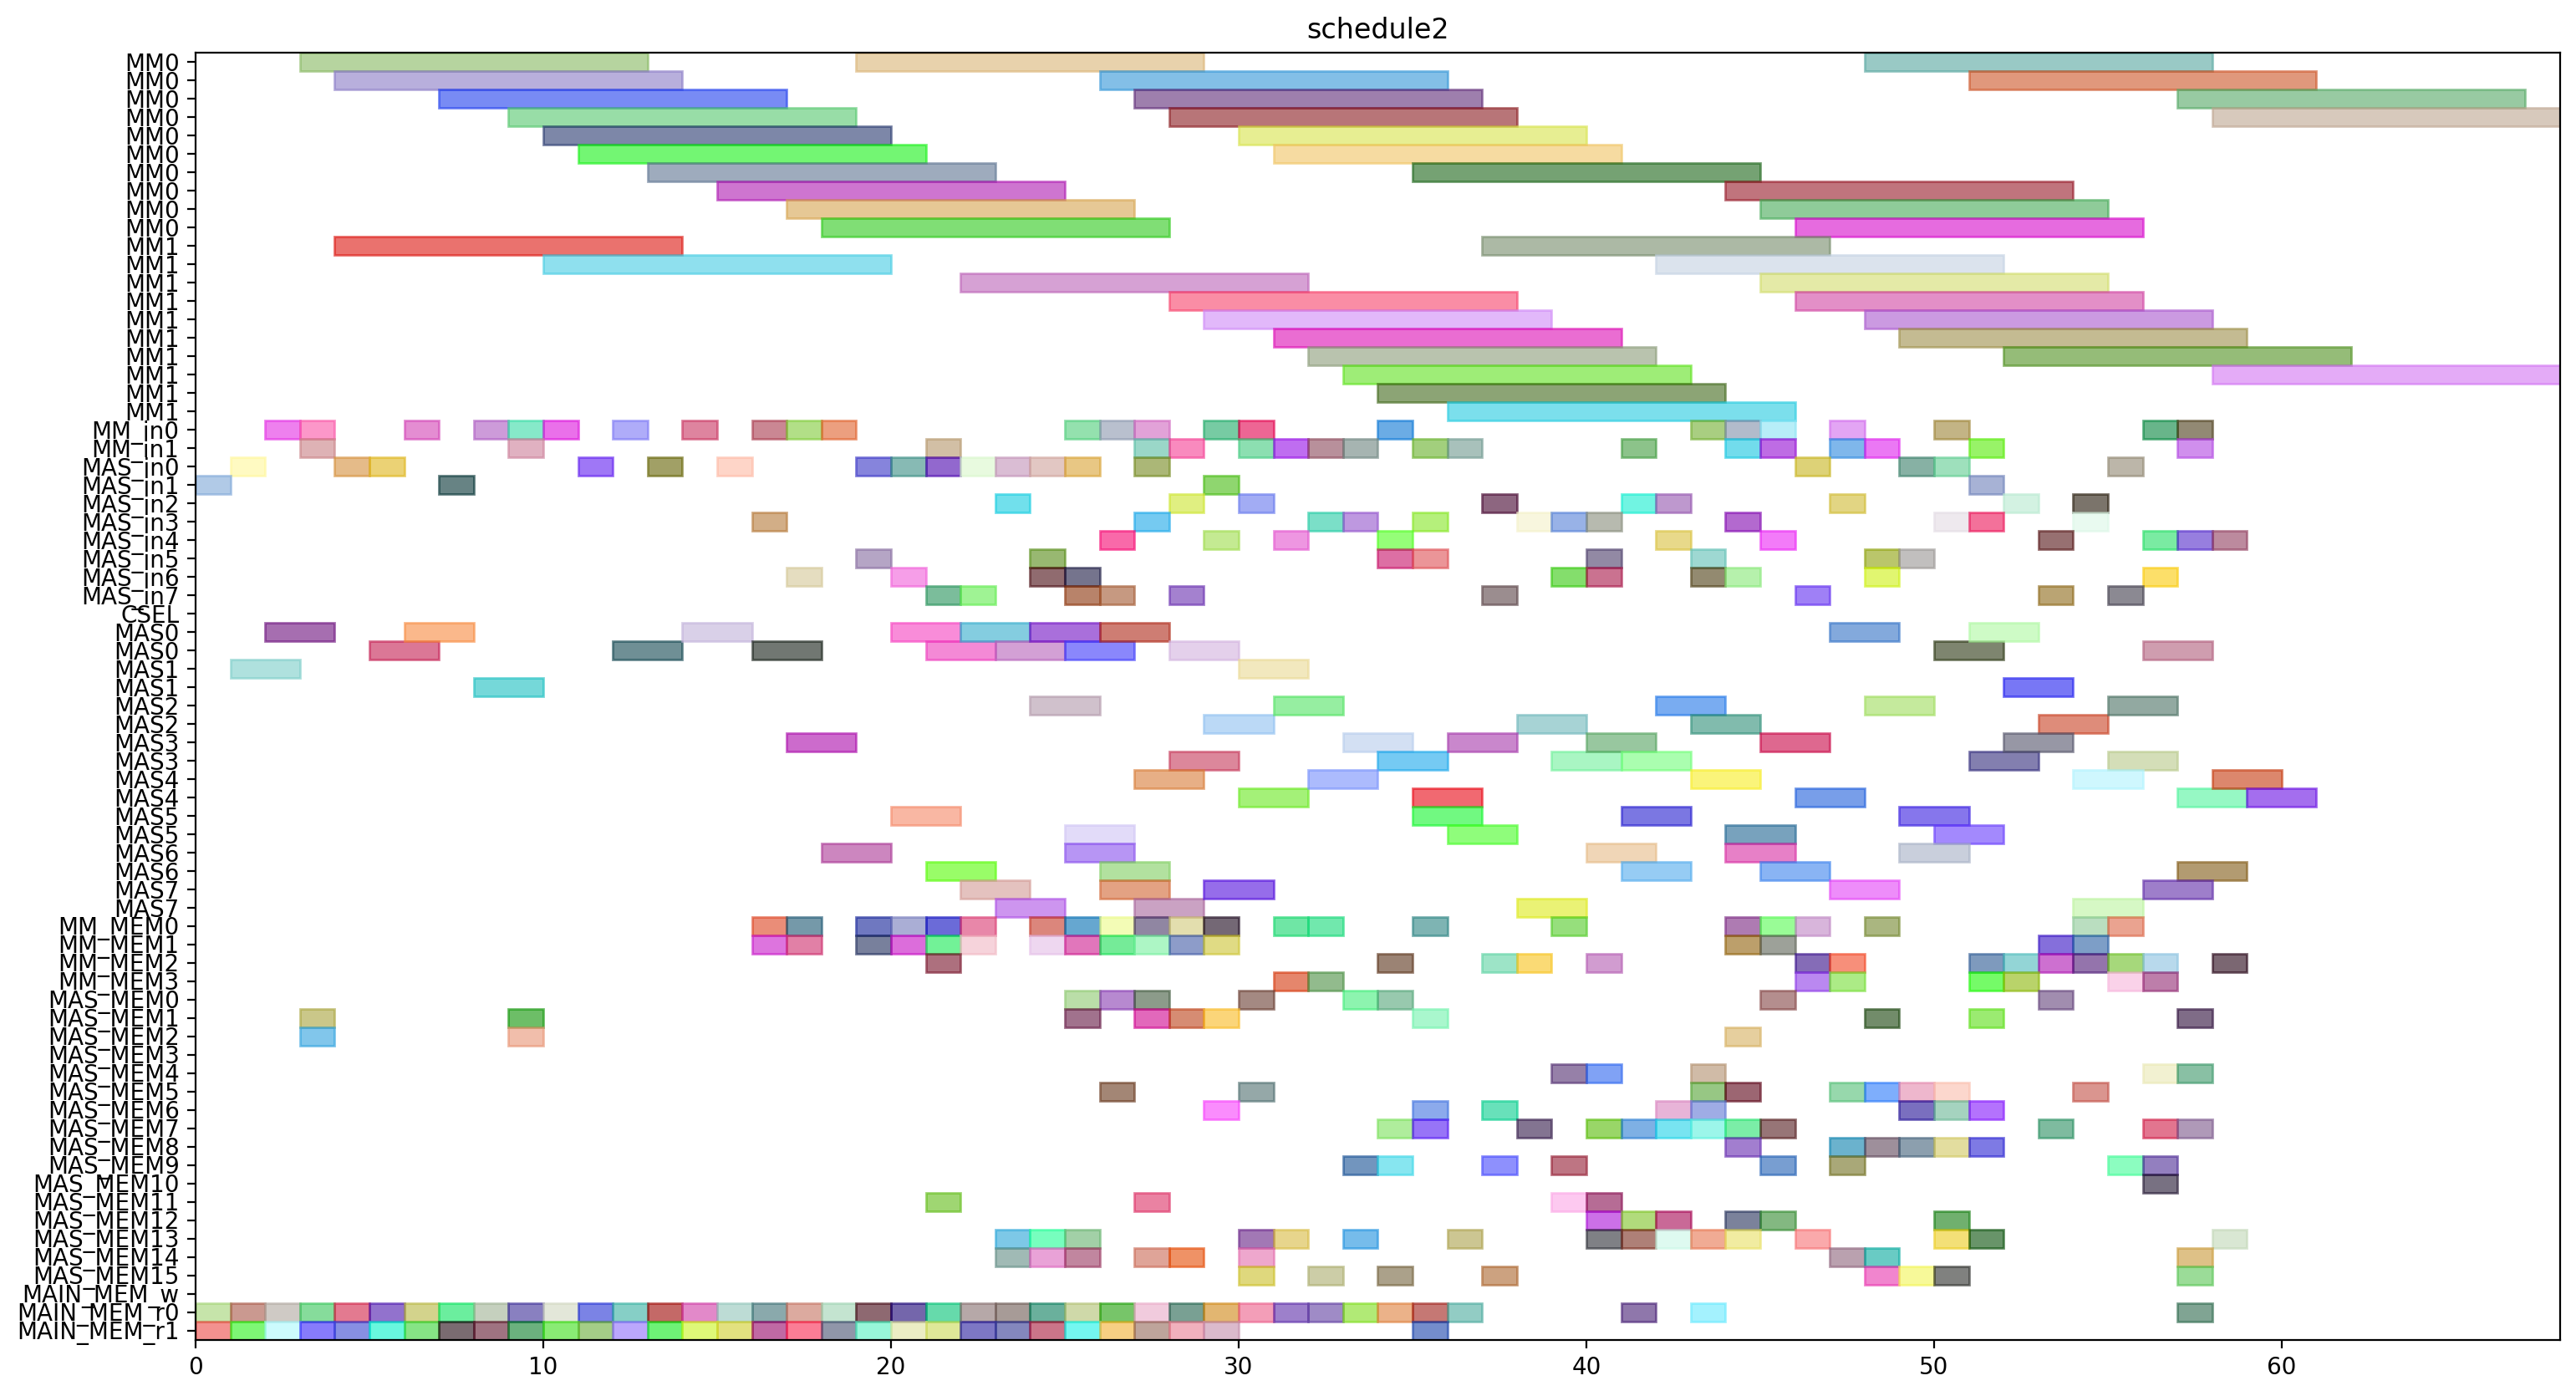 schedule2
MM0
MM0
MM0
MM0
MM0
MM0
MM0
MM0
MM0
MM0
MM1
MM1
MM1
MM1
MM1
MM1
MM1
MM1
MM1
MM1
MM_in0
MM_in1
MAS_in0
MAS_in1
MAS_in2
MAS_in3
MAS_in4
MAS_in5
MAS_in6
MAS_in7
CSEL
MAS0
MAS0
MAS1
MAS1
MAS2
MAS2
MAS3
MAS3
MAS4
MAS4
MAS5
MAS5
MAS6
MAS6
MAS7
MAS7
MM_MEM0
MM_MEM1
MM_MEM2
MM_MEM3
MAS_MEM0
MAS_MEM1
MAS_MEM2
MAS_MEM3
MAS_MEM4
MAS_MEM5
MAS_MEM6
MAS_MEM7
MAS_MEM8
MAS_MEM9
MAS_MEM10
MAS_MEM11
MAS_MEM12
MAS_MEM13
MAS_MEM14
MAS_MEM15
MAIN_MEM_w
MAIN_MEM_r0
MAIN_MEM_r1
0 10 20 30 40 50 60